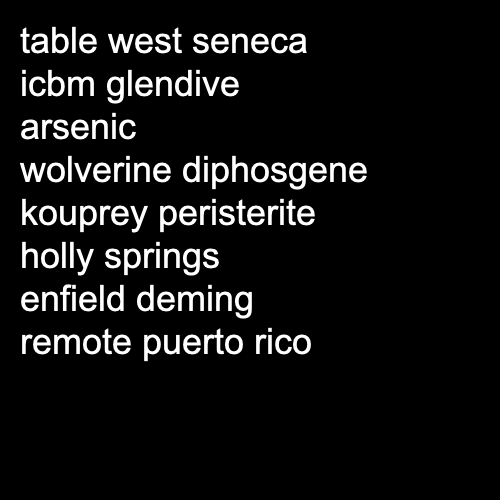 table west seneca
icbm glendive
arsenic
wolverine diphosgene
kouprey peristerite
holly springs
enfield deming
remote puerto rico